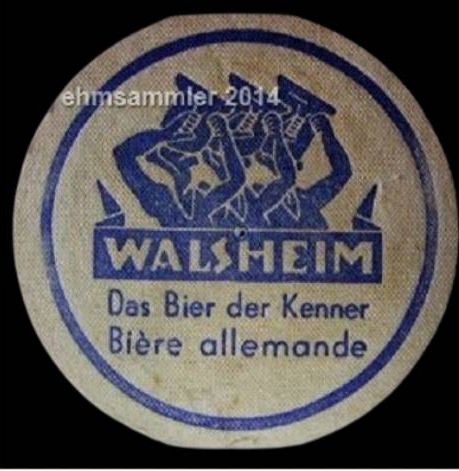 ehmsammler 2014
WALSHEIM
Das Bier der Kenner
Bière allemande